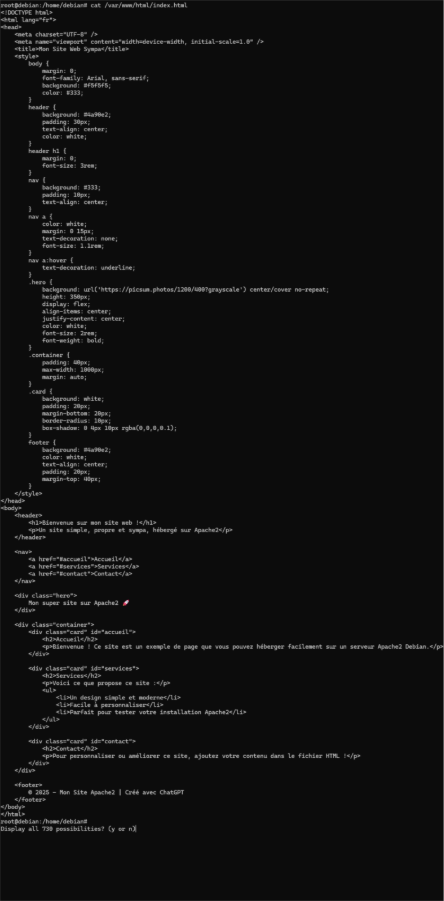 root@debian:/home/debian# cat /var/www/html/index.html
<!DOCTYPE html>
<html lang="fr">
<head>
    <meta charset="UTF-8" />
    <meta name="viewport" content="width=device-width, initial-scale=1.0" />
    <title>Mon Site Web Sympa</title>
    <style>
        body {
            margin: 0;
            font-family: Arial, sans-serif;
            background: #f5f5f5;
            color: #333;
        }
        header {
            background: #4a90e2;
            padding: 30px;
            text-align: center;
            color: white;
        }
        header h1 {
            margin: 0;
            font-size: 3rem;
        }
        nav {
            background: #333;
            padding: 10px;
            text-align: center;
        }
        nav a {
            color: white;
            margin: 0 15px;
            text-decoration: none;
            font-size: 1.1rem;
        }
        nav a:hover {
            text-decoration: underline;
        }
        .hero {
            background: url('https://picsum.photos/1200/400?grayscale') center/cover no-repeat;
            height: 350px;
            display: flex;
            align-items: center;
            justify-content: center;
            color: white;
            font-size: 2rem;
            font-weight: bold;
        }
        .container {
            padding: 40px;
            max-width: 1000px;
            margin: auto;
        }
        .card {
            background: white;
            padding: 20px;
            margin-bottom: 20px;
            border-radius: 10px;
            box-shadow: 0 4px 10px rgba(0,0,0,0.1);
        }
        footer {
            background: #4a90e2;
            color: white;
            text-align: center;
            padding: 20px;
            margin-top: 40px;
        }
    </style>
</head>
<body>
    <header>
        <h1>Bienvenue sur mon site web !</h1>
        <p>Un site simple, propre et sympa, hébergé sur Apache2</p>
    </header>

    <nav>
        <a href="#accueil">Accueil</a>
        <a href="#services">Services</a>
        <a href="#contact">Contact</a>
    </nav>

    <div class="hero">
        Mon super site sur Apache2 🚀
    </div>

    <div class="container">
        <div class="card" id="accueil">
            <h2>Accueil</h2>
            <p>Bienvenue ! Ce site est un exemple de page que vous pouvez héberger facilement sur un serveur Apache2 Debian.</p>
        </div>

        <div class="card" id="services">
            <h2>Services</h2>
            <p>Voici ce que propose ce site :</p>
            <ul>
                <li>Un design simple et moderne</li>
                <li>Facile à personnaliser</li>
                <li>Parfait pour tester votre installation Apache2</li>
            </ul>
        </div>

        <div class="card" id="contact">
            <h2>Contact</h2>
            <p>Pour personnaliser ou améliorer ce site, ajoutez votre contenu dans le fichier HTML !</p>
        </div>
    </div>

    <footer>
        © 2025 – Mon Site Apache2 | Créé avec ChatGPT
    </footer>
</body>
</html>
root@debian:/home/debian#
Display all 730 possibilities? (y or n)